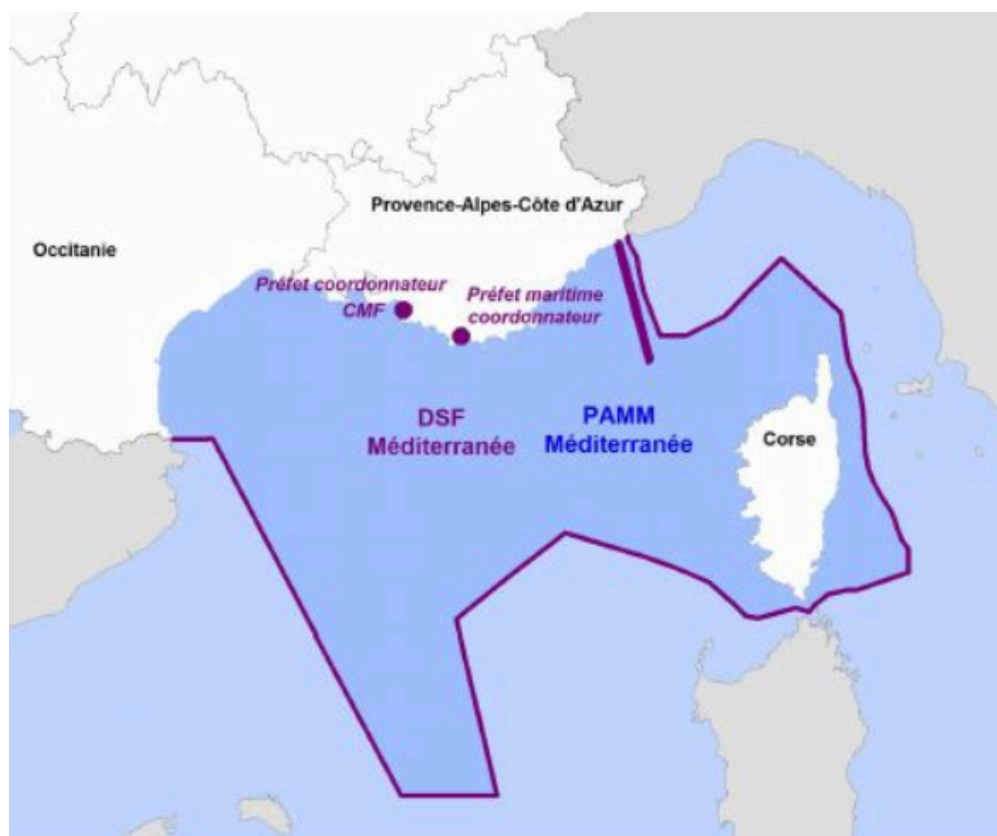 Provence-Alpes-Côte d'Azur
Occitanie
Préfet coordonnateur
CMF
Préfet maritime
coordonnateur
DSF
Méditerranée
PAMM
Méditerranée
Corse